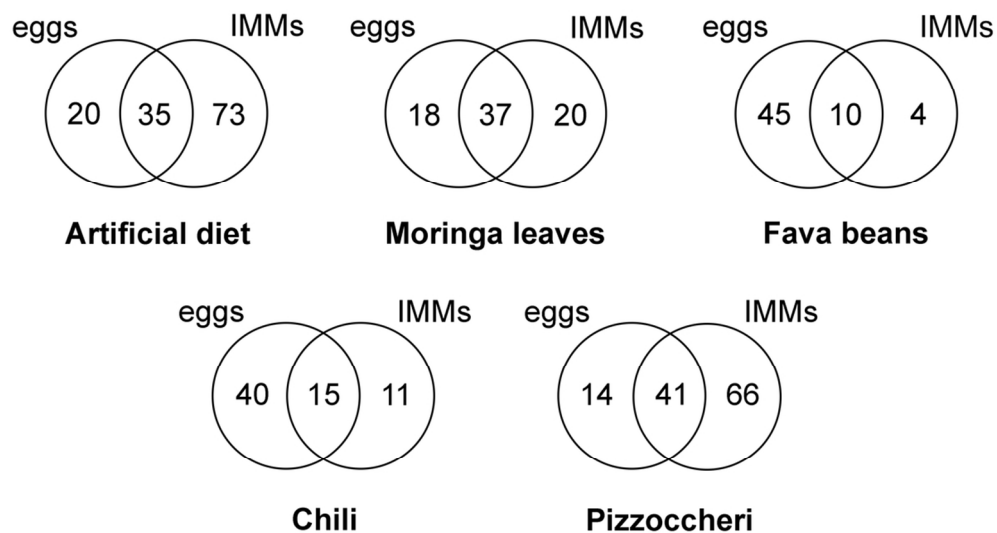 eggs IMMs eggs IMMs eggs IMMs
20 35 73 18 37 20 45 10 4
Artificial diet Moringa leaves Fava beans
eggs IMMs eggs IMMs
40 15 11 14 41 66
Chili Pizzoccheri